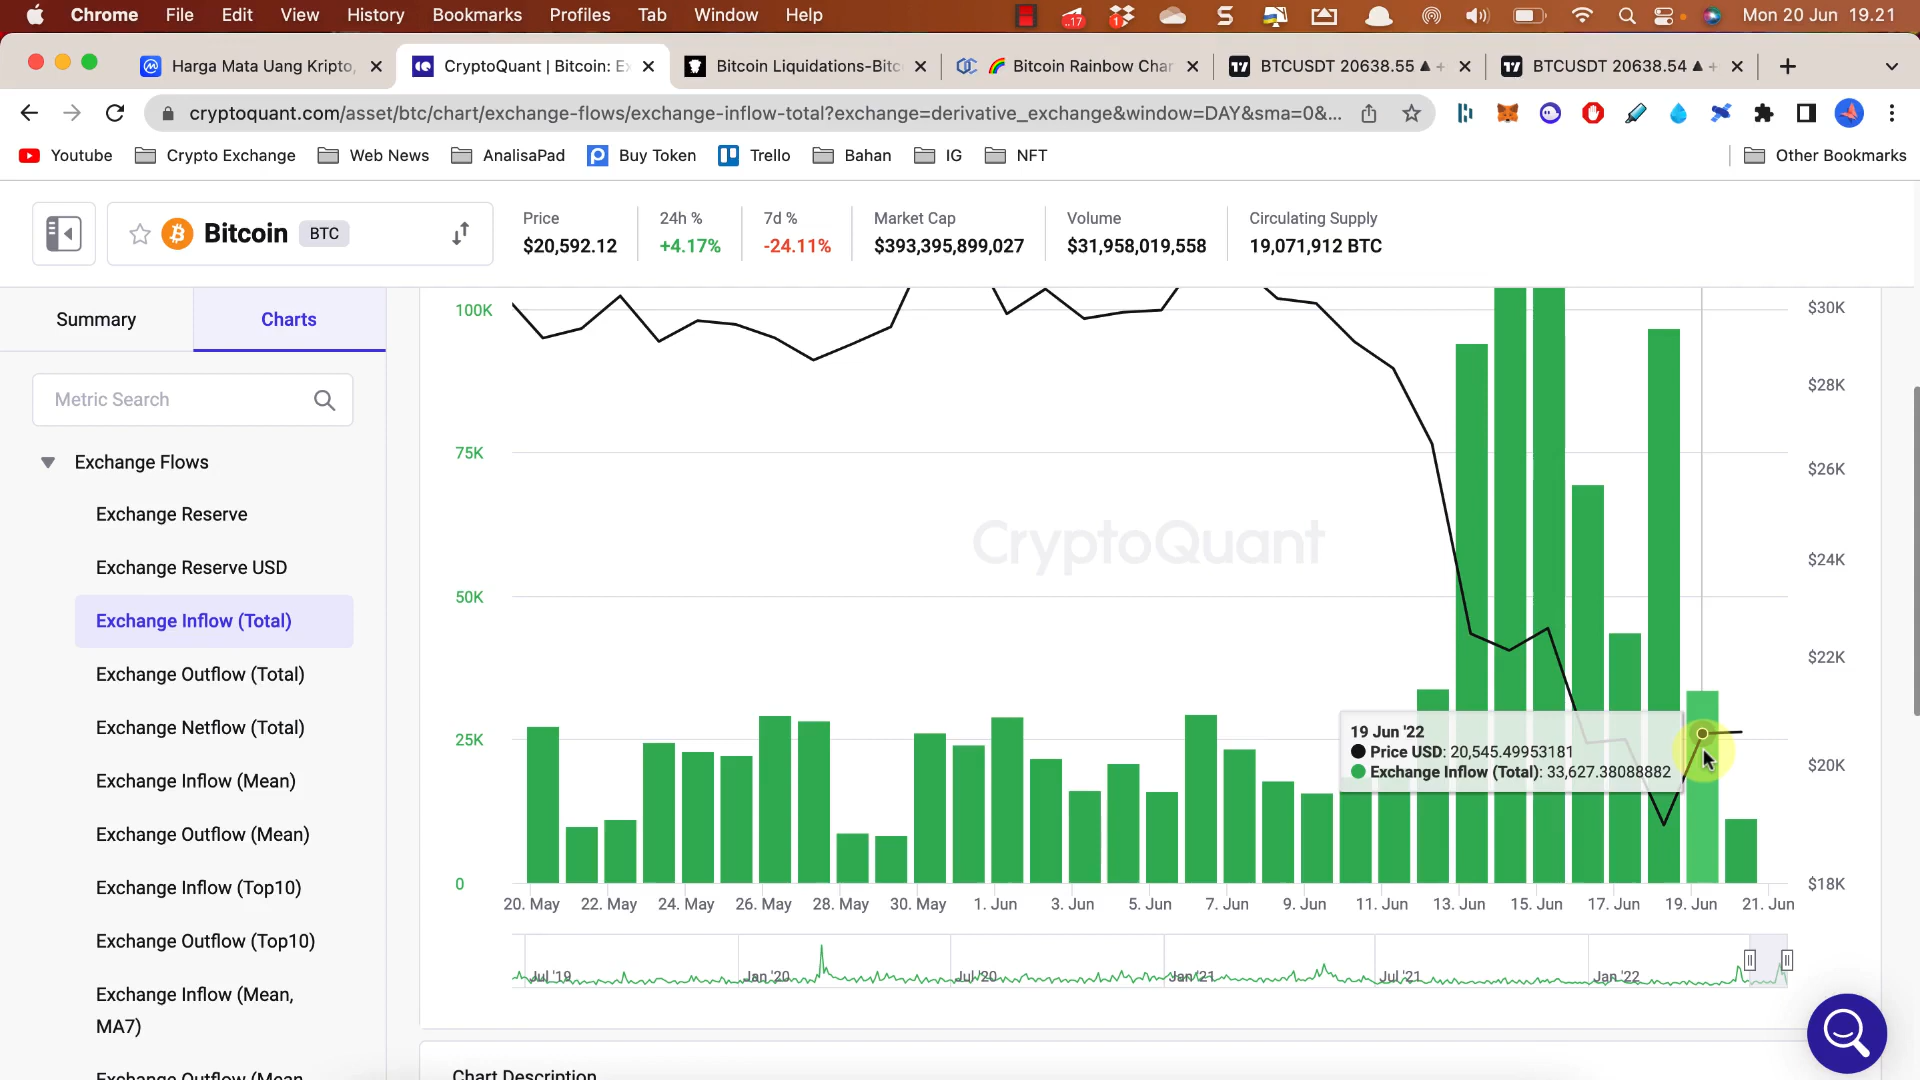 Chrome File Edit View History Bookmarks Profiles Tab Window Help Mon 20 Jun 19.21
Harga Mata Uang Kripto, CryptoQuant | Bitcoin: Ex Bitcoin Liquidations-Bitc Bitcoin Rainbow Char BTCUSDT 20638.55 ▲ + BTCUSDT 20638.54 ▲ +
cryptoquant.com/asset/btc/chart/exchange-flows/exchange-inflow-total?exchange=derivative_exchange&window=DAY&sma=0&...
Youtube Crypto Exchange Web News AnalisaPad Buy Token Trello Bahan IG NFT Other Bookmarks
Bitcoin BTC
Price 24h % 7d % Market Cap Volume Circulating Supply
$20,592.12 +4.17% -24.11% $393,395,899,027 $31,958,019,558 19,071,912 BTC
Summary Charts
Metric Search
Exchange Flows
Exchange Reserve
Exchange Reserve USD
Exchange Inflow (Total)
Exchange Outflow (Total)
Exchange Netflow (Total)
Exchange Inflow (Mean)
Exchange Outflow (Mean)
Exchange Inflow (Top10)
Exchange Outflow (Top10)
Exchange Inflow (Mean,
MA7)
Exchange Outflow (Mean
100K
75K
50K
25K
0
$30K
$28K
$26K
$24K
$22K
$20K
$18K
CryptoQuant
19 Jun '22
Price USD: 20,545.49953181
Exchange Inflow (Total): 33,627.38088882
20. May 22. May 24. May 26. May 28. May 30. May 1. Jun 3. Jun 5. Jun 7. Jun 9. Jun 11. Jun 13. Jun 15. Jun 17. Jun 19. Jun 21. Jun
Jul '19 Jan '20 Jul '20 Jan '21 Jul '21 Jan '22
Chart Description